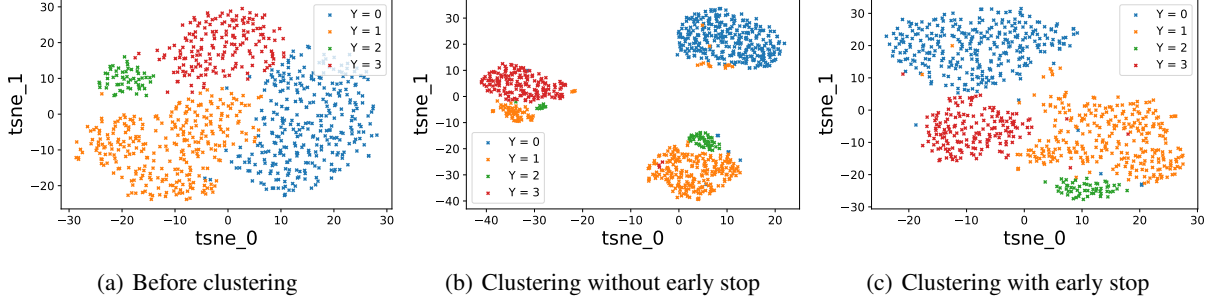 Y = 0
Y = 1
Y = 2
Y = 3
30
20
10
0
−10
−20
tsne_1
−30
−20
−10
0
10
20
30
tsne_0
(a) Before clustering
30
20
10
0
−10
−20
−30
−40
tsne_1
Y = 0
Y = 1
Y = 2
Y = 3
−40
−30
−20
−10
0
10
20
tsne_0
(b) Clustering without early stop
Y = 0
Y = 1
Y = 2
Y = 3
30
20
10
0
−10
−20
−30
tsne_1
−20
−10
0
10
20
30
tsne_0
(c) Clustering with early stop